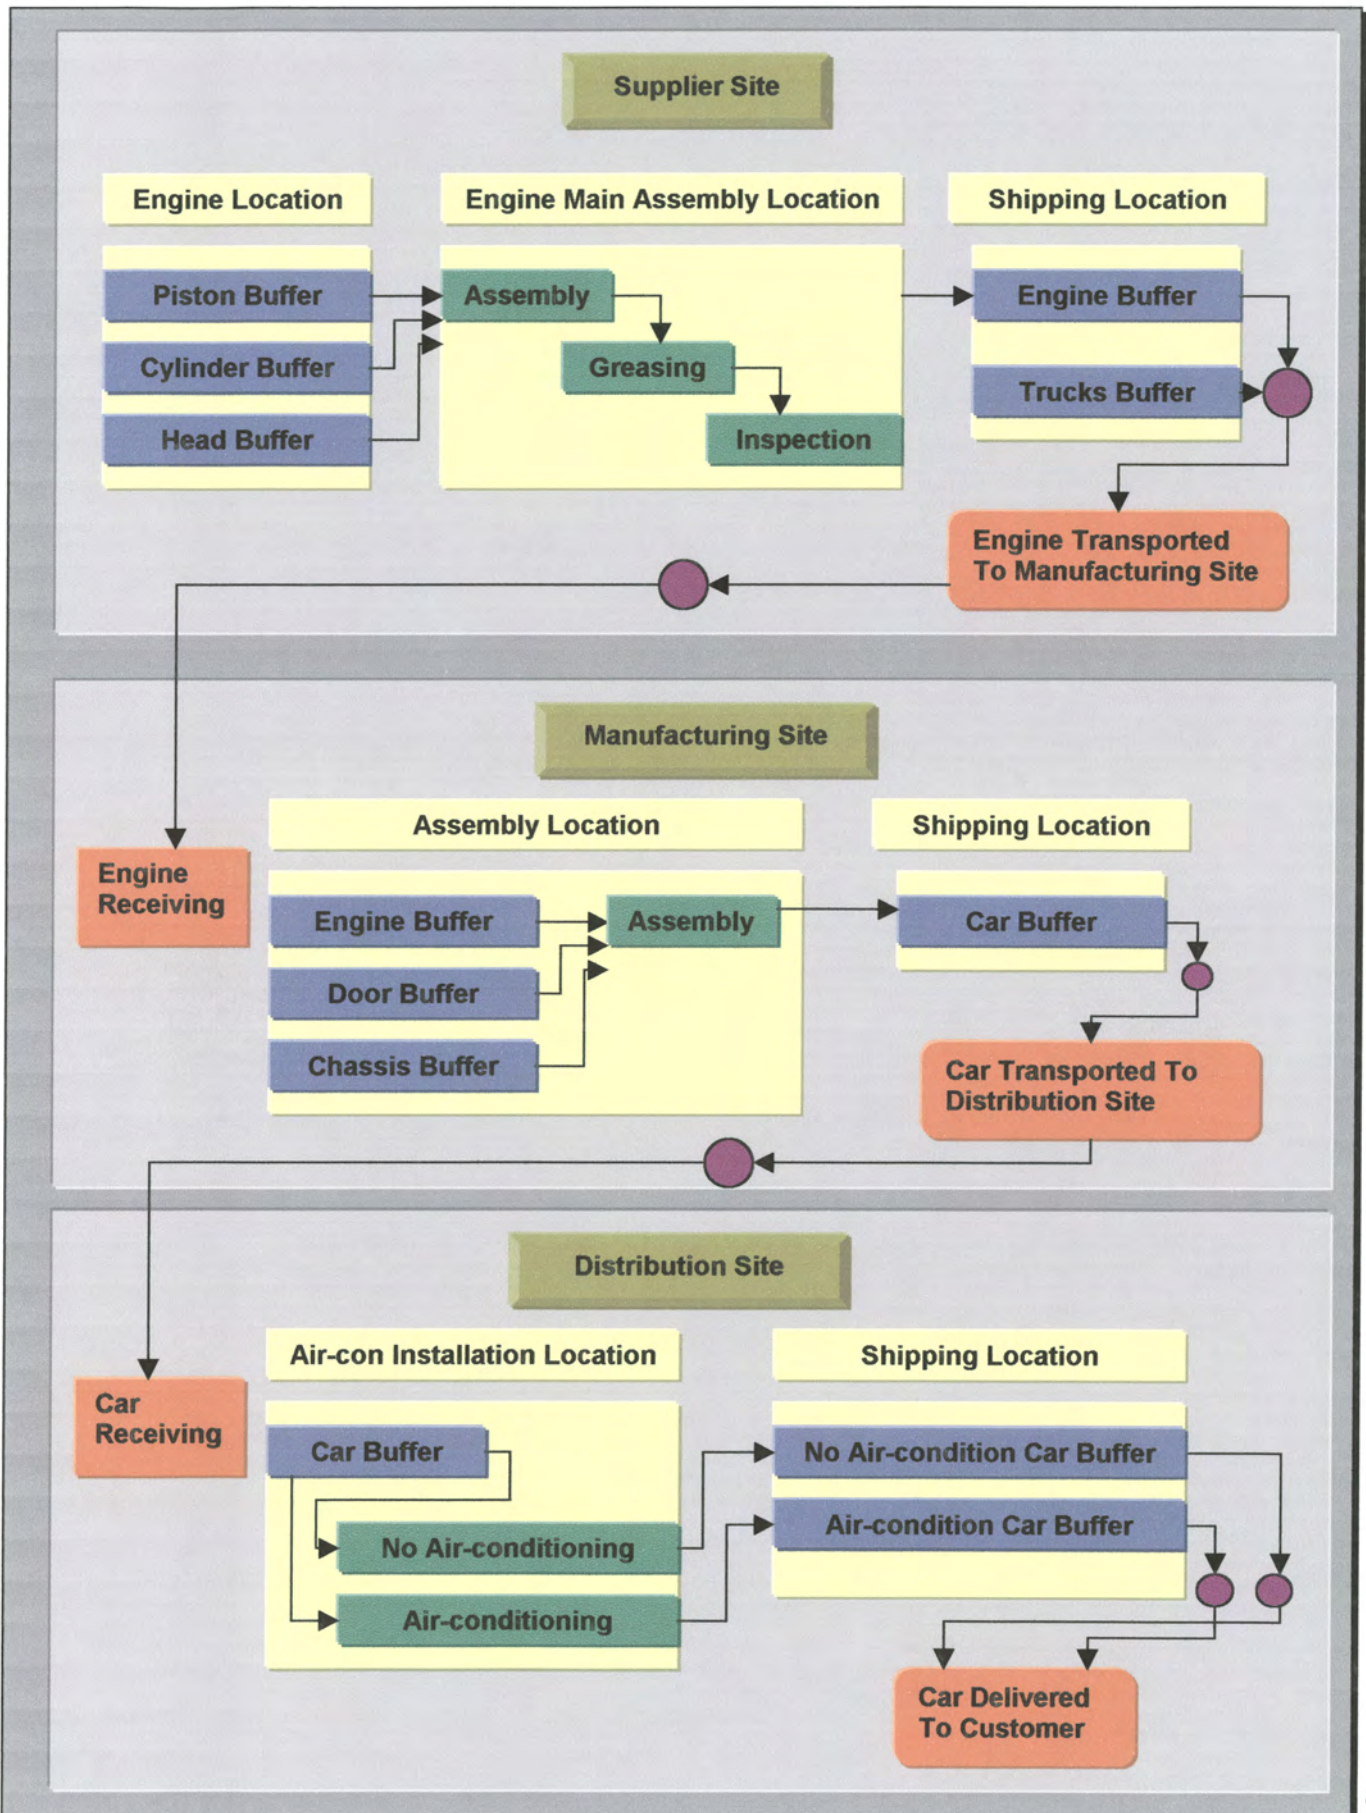 Supplier Site
Engine Location
Engine Main Assembly Location
Shipping Location
Piston Buffer
Assembly
Engine Buffer
Cylinder Buffer
Greasing
Trucks Buffer
Head Buffer
Inspection
Engine Transported
To Manufacturing Site
Manufacturing Site
Assembly Location
Shipping Location
Engine
Receiving
Engine Buffer
Assembly
Car Buffer
Door Buffer
Chassis Buffer
Car Transported To
Distribution Site
Distribution Site
Air-con Installation Location
Shipping Location
Car
Receiving
Car Buffer
No Air-condition Car Buffer
Air-condition Car Buffer
No Air-conditioning
Air-conditioning
Car Delivered
To Customer